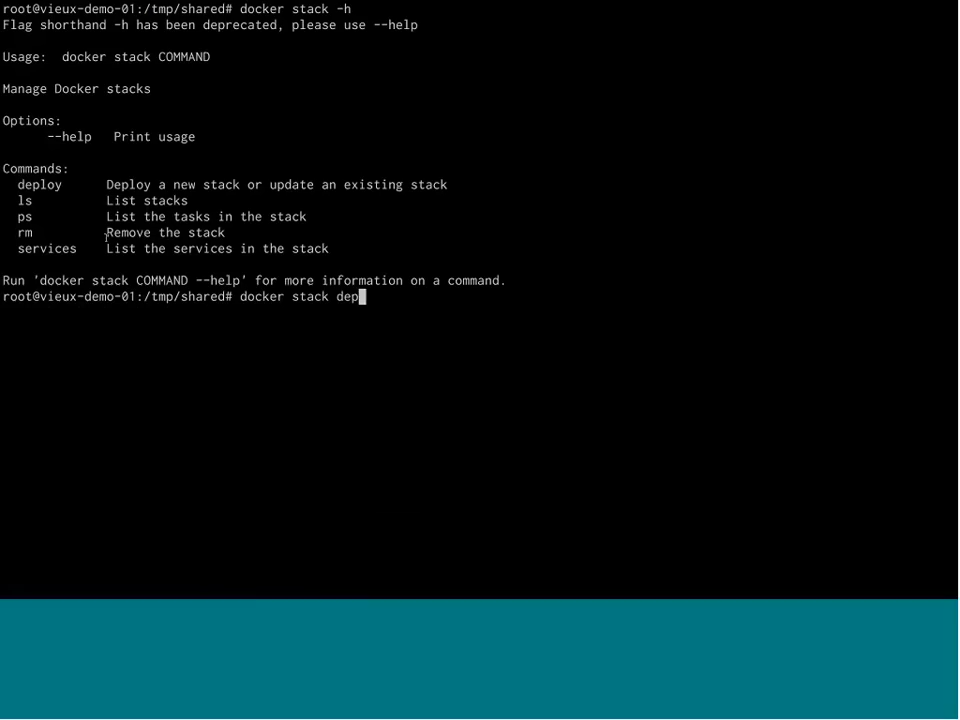 root@vieux-demo-01:/tmp/shared# docker stack -h
Flag shorthand -h has been deprecated, please use --help
Usage:  docker stack COMMAND
Manage Docker stacks
Options:
      --help   Print usage
Commands:
  deploy      Deploy a new stack or update an existing stack
  ls          List stacks
  ps          List the tasks in the stack
  rm          Remove the stack
  services    List the services in the stack
Run 'docker stack COMMAND --help' for more information on a command.
root@vieux-demo-01:/tmp/shared# docker stack dep